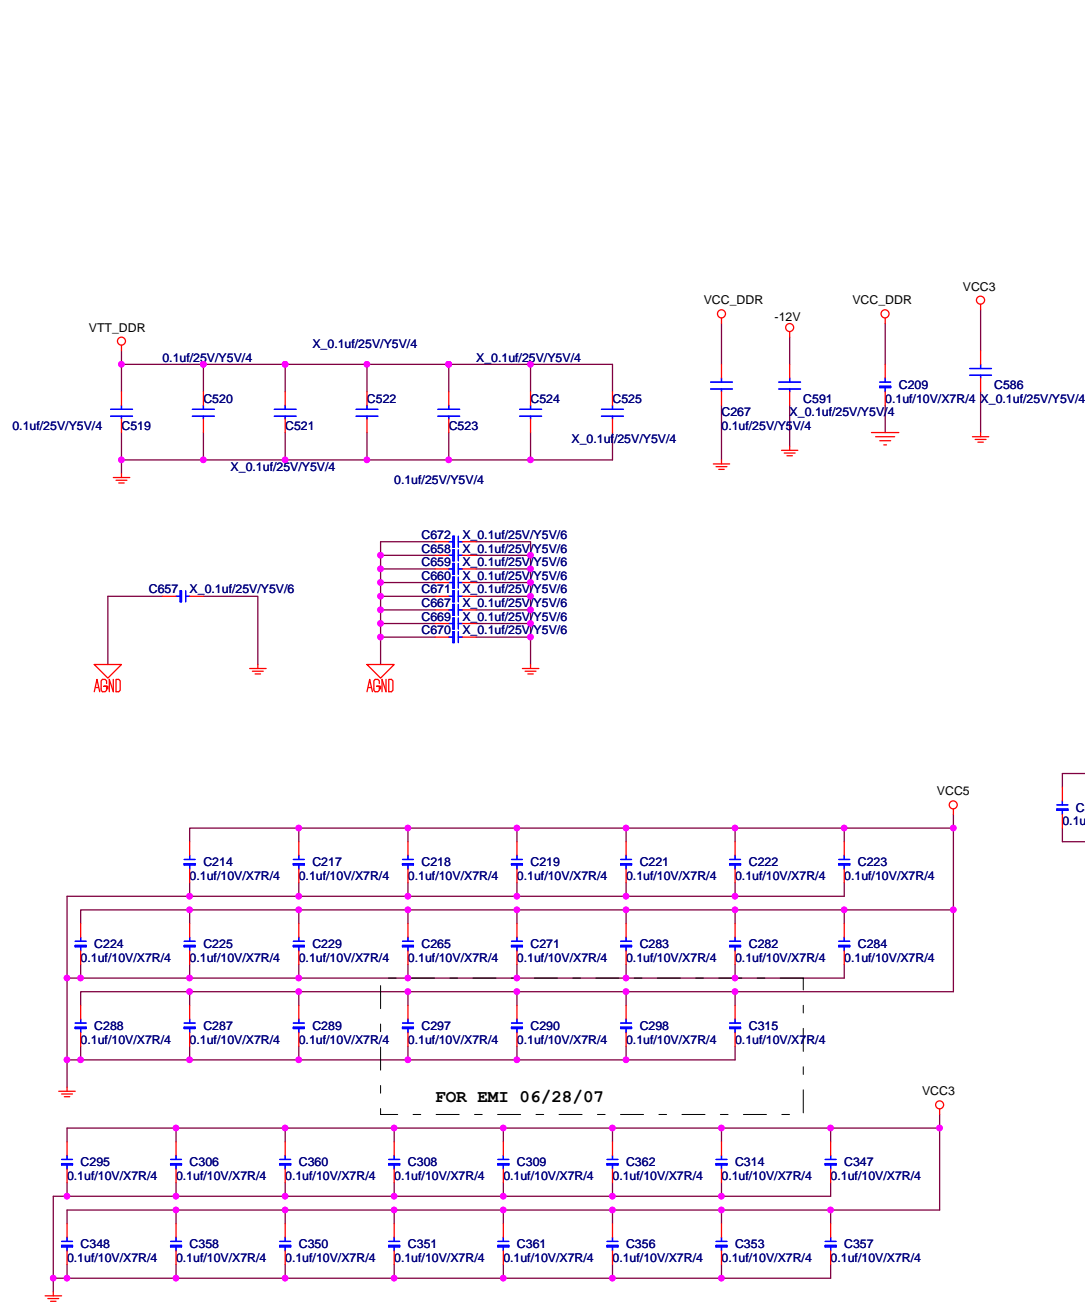 VCC3
VCC_DDR
VCC_DDR
-12V
VTT_DDR
X_0.1uf/25V/Y5V/4
0.1uf/25V/Y5V/4
X_0.1uf/25V/Y5V/4
C209
C586
0.1uf/10V/X7R/4
X_0.1uf/25V/Y5V/4
C520
C522
C524
C525
C591
C267
X_0.1uf/25V/Y5V/4
0.1uf/25V/Y5V/4
0.1uf/25V/Y5V/4
C519
C521
C523
X_0.1uf/25V/Y5V/4
X_0.1uf/25V/Y5V/4
0.1uf/25V/Y5V/4
C672 X_0.1uf/25V/Y5V/6
C658 X_0.1uf/25V/Y5V/6
C659 X_0.1uf/25V/Y5V/6
C660 X_0.1uf/25V/Y5V/6
C671 X_0.1uf/25V/Y5V/6
C667 X_0.1uf/25V/Y5V/6
C669 X_0.1uf/25V/Y5V/6
C670 X_0.1uf/25V/Y5V/6
C657 X_0.1uf/25V/Y5V/6
AGND
AGND
VCC5
C214 C217 C218 C219 C221 C222 C223
0.1uf/10V/X7R/4 0.1uf/10V/X7R/4 0.1uf/10V/X7R/4 0.1uf/10V/X7R/4 0.1uf/10V/X7R/4 0.1uf/10V/X7R/4 0.1uf/10V/X7R/4
C224 C225 C229 C265 C271 C283 C282 C284
0.1uf/10V/X7R/4 0.1uf/10V/X7R/4 0.1uf/10V/X7R/4 0.1uf/10V/X7R/4 0.1uf/10V/X7R/4 0.1uf/10V/X7R/4 0.1uf/10V/X7R/4 0.1uf/10V/X7R/4
C288 C287 C289 C297 C290 C298 C315
0.1uf/10V/X7R/4 0.1uf/10V/X7R/4 0.1uf/10V/X7R/4 0.1uf/10V/X7R/4 0.1uf/10V/X7R/4 0.1uf/10V/X7R/4 0.1uf/10V/X7R/4
FOR EMI 06/28/07
VCC3
C295 C306 C360 C308 C309 C362 C314 C347
0.1uf/10V/X7R/4 0.1uf/10V/X7R/4 0.1uf/10V/X7R/4 0.1uf/10V/X7R/4 0.1uf/10V/X7R/4 0.1uf/10V/X7R/4 0.1uf/10V/X7R/4 0.1uf/10V/X7R/4
C348 C358 C350 C351 C361 C356 C353 C357
0.1uf/10V/X7R/4 0.1uf/10V/X7R/4 0.1uf/10V/X7R/4 0.1uf/10V/X7R/4 0.1uf/10V/X7R/4 0.1uf/10V/X7R/4 0.1uf/10V/X7R/4 0.1uf/10V/X7R/4